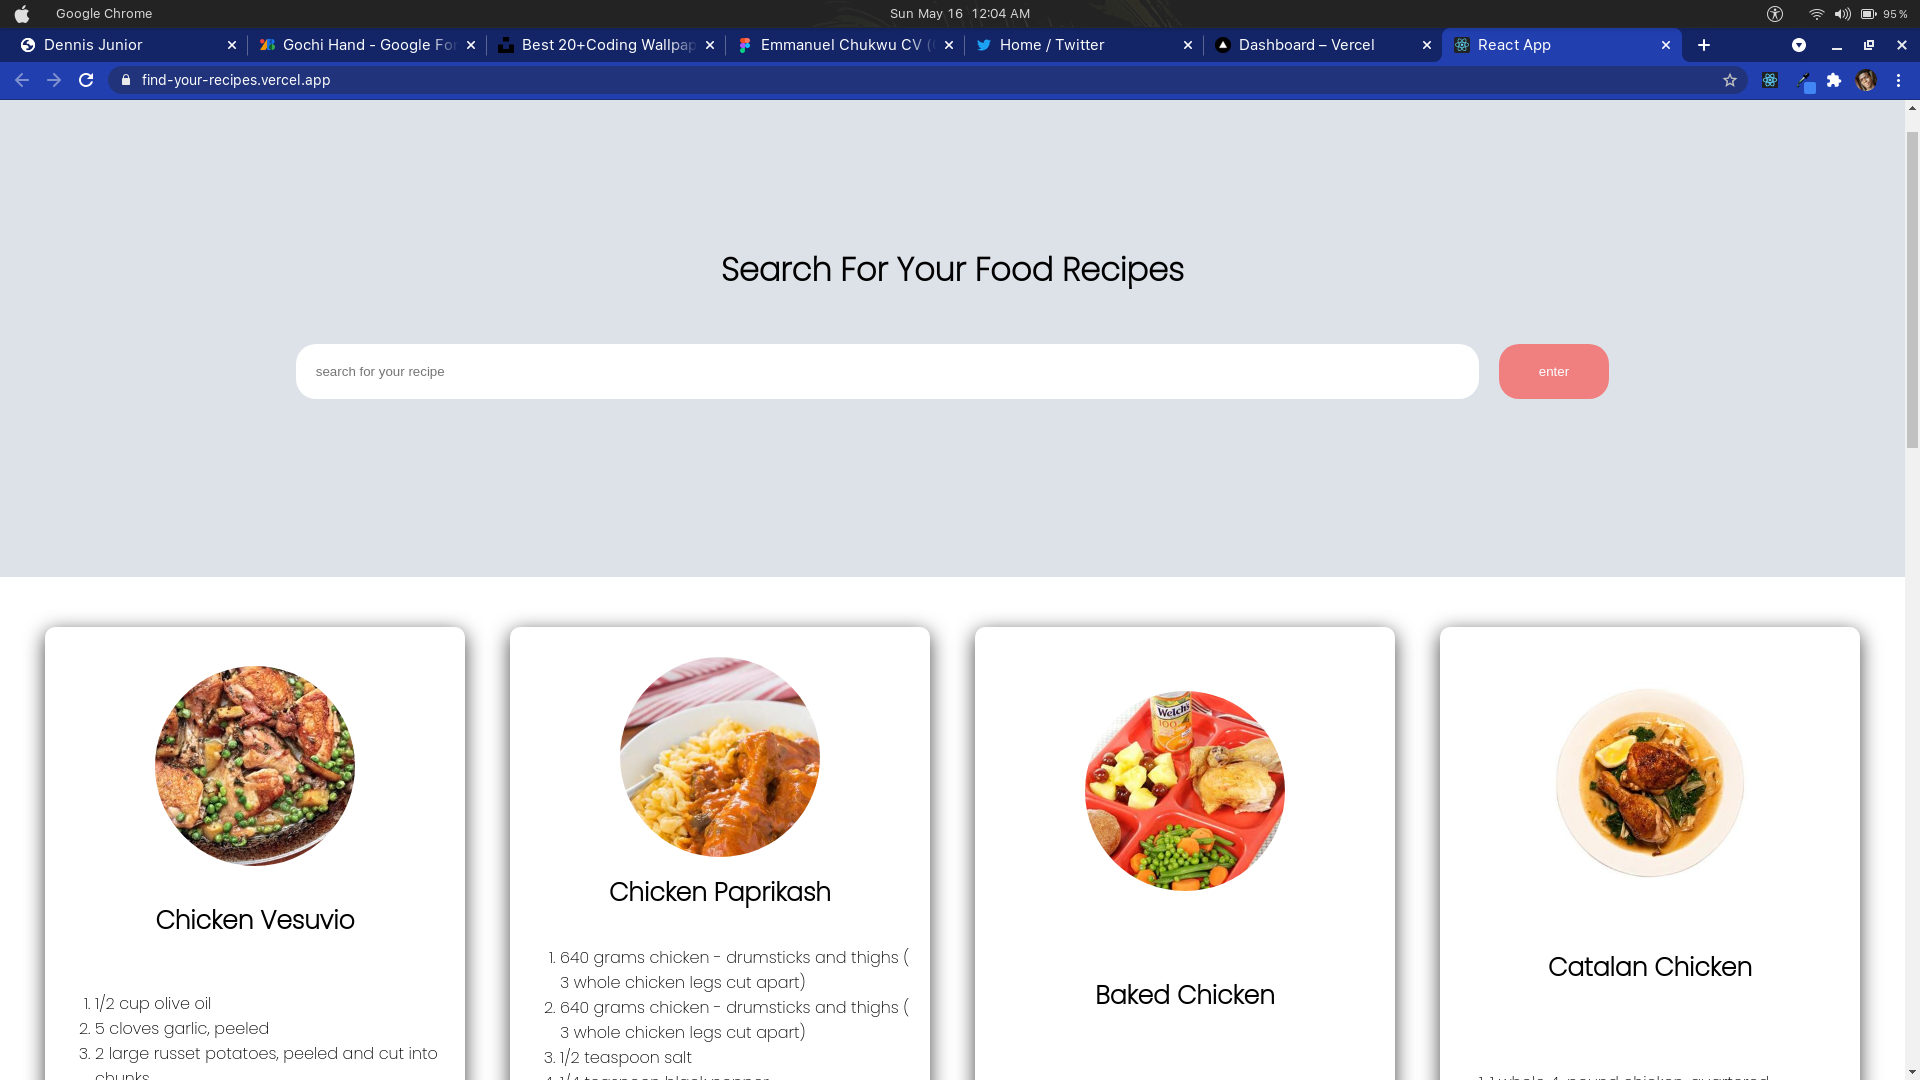 Google Chrome
Sun May 16 12:04 AM
95%
Dennis Junior
Gochi Hand - Google For
Best 20+Coding Wallpap
Emmanuel Chukwu CV (
Home / Twitter
Dashboard – Vercel
React App
find-your-recipes.vercel.app
Search For Your Food Recipes
search for your recipe
enter
Welch's
100%
Chicken Vesuvio
1. 1/2 cup olive oil
2. 5 cloves garlic, peeled
3. 2 large russet potatoes, peeled and cut into
chunks
Chicken Paprikash
1. 640 grams chicken - drumsticks and thighs (
3 whole chicken legs cut apart)
2. 640 grams chicken - drumsticks and thighs (
3 whole chicken legs cut apart)
3. 1/2 teaspoon salt
4. 1/4 teaspoon black pepper
Baked Chicken
Catalan Chicken
1. 1 whole 4-pound chicken, quartered